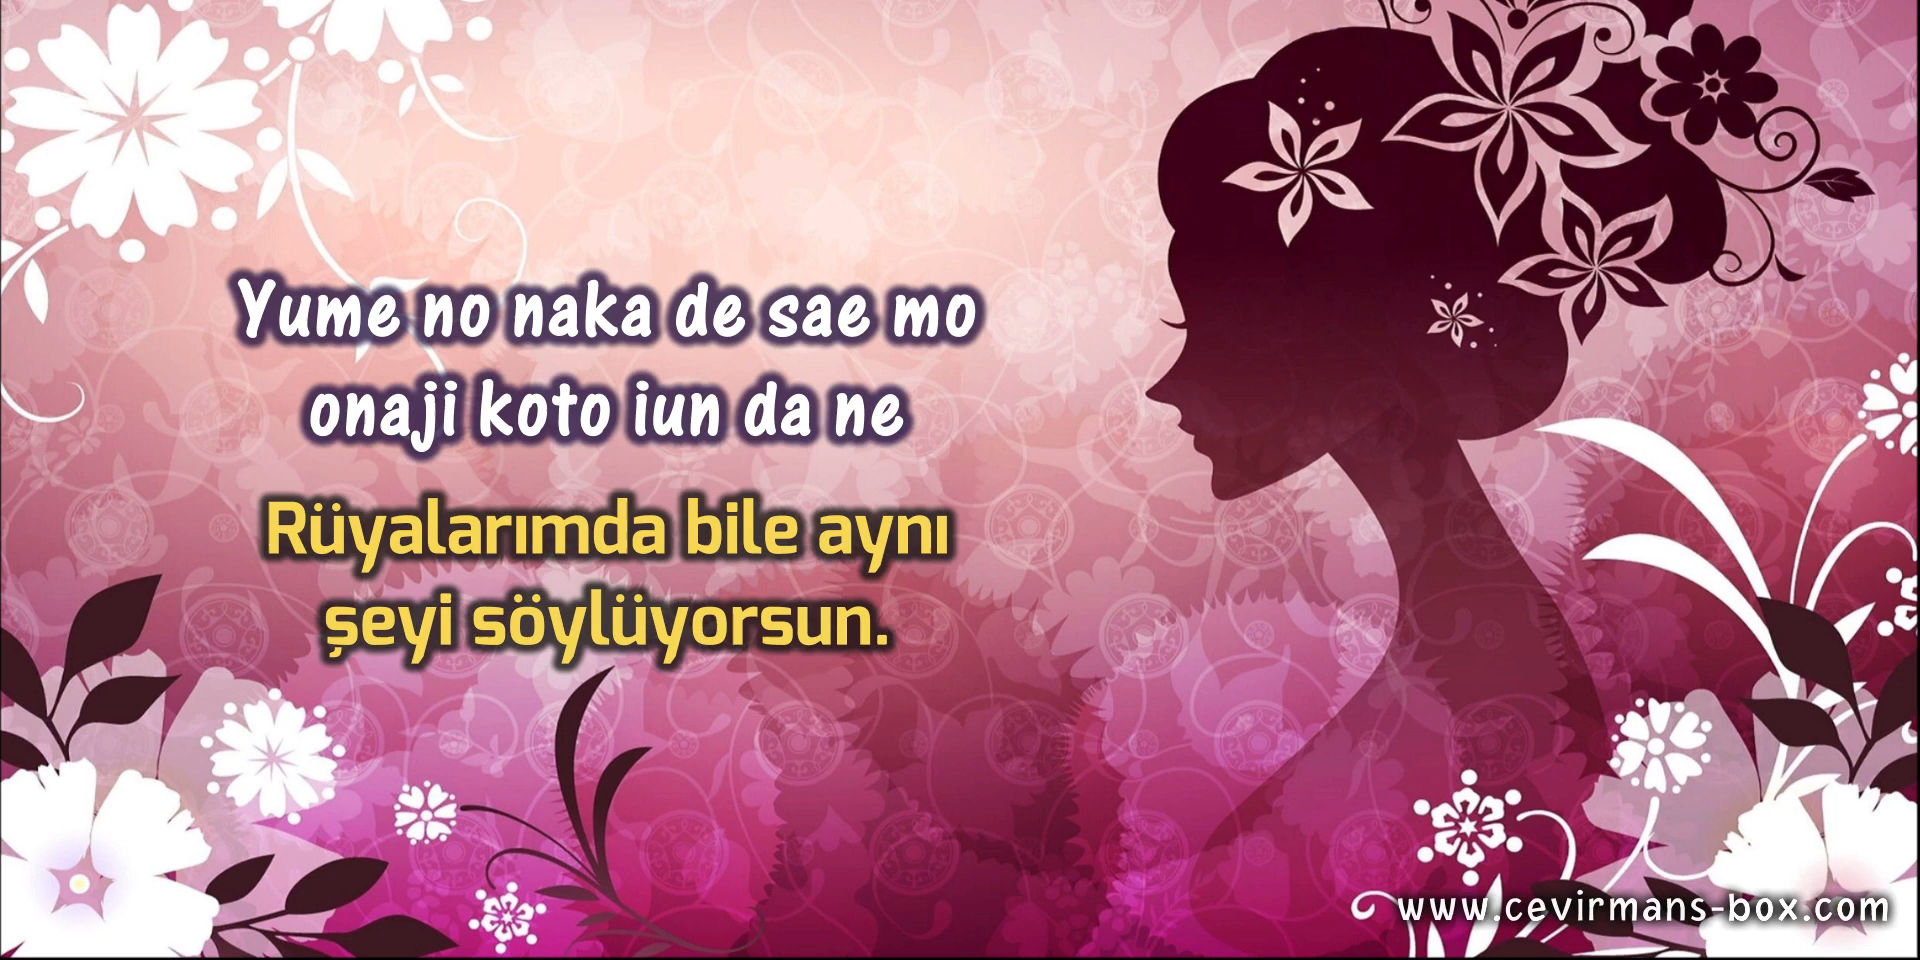 Yume no naka de sae mo
onaji koto iun da ne
Rüyalarımda bile aynı
şeyi söylüyorsun.
www.cevirmans-box.com